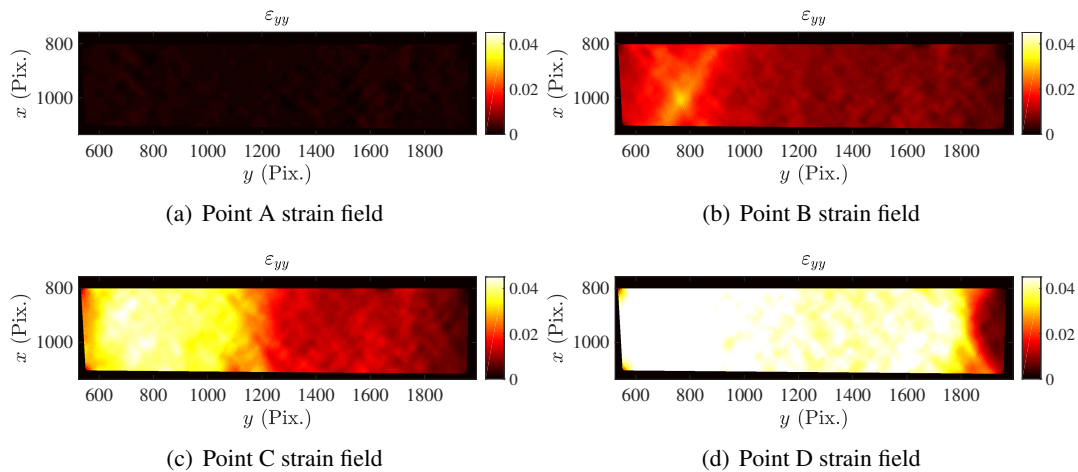 ε_yy
800
1000
x (Pix.)
600 800 1000 1200 1400 1600 1800
y (Pix.)
0.04
0.02
0
(a) Point A strain field
ε_yy
800
1000
x (Pix.)
600 800 1000 1200 1400 1600 1800
y (Pix.)
0.04
0.02
0
(b) Point B strain field
ε_yy
800
1000
x (Pix.)
600 800 1000 1200 1400 1600 1800
y (Pix.)
0.04
0.02
0
(c) Point C strain field
ε_yy
800
1000
x (Pix.)
600 800 1000 1200 1400 1600 1800
y (Pix.)
0.04
0.02
0
(d) Point D strain field